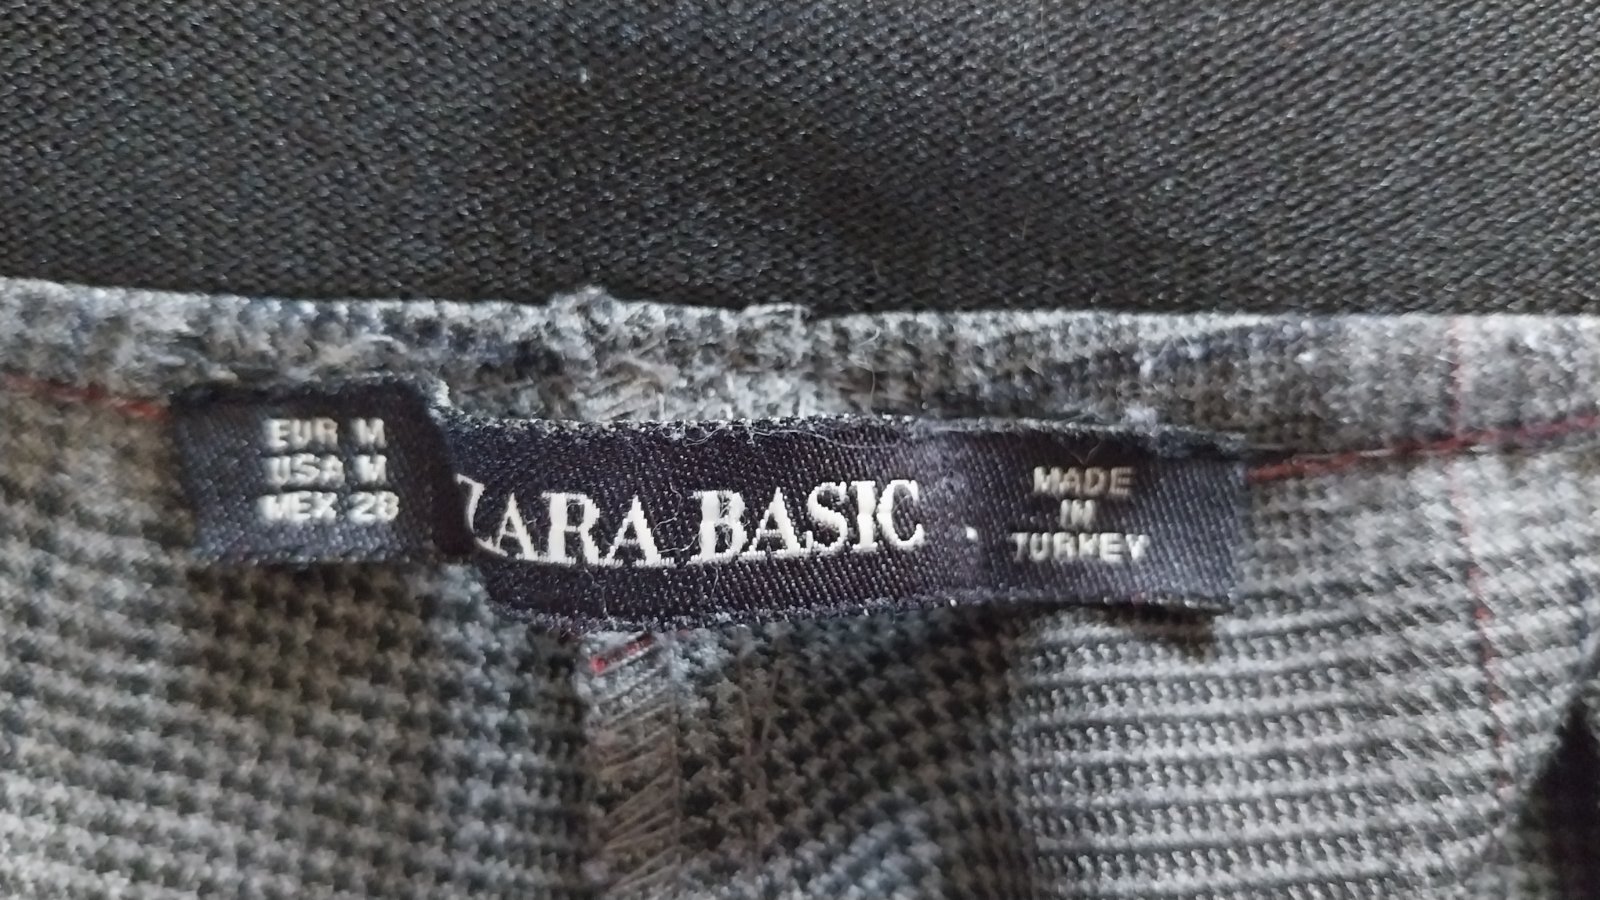 EUR M
USA M
MEX 28
ZARA BASIC
MADE
IN
TURKEY